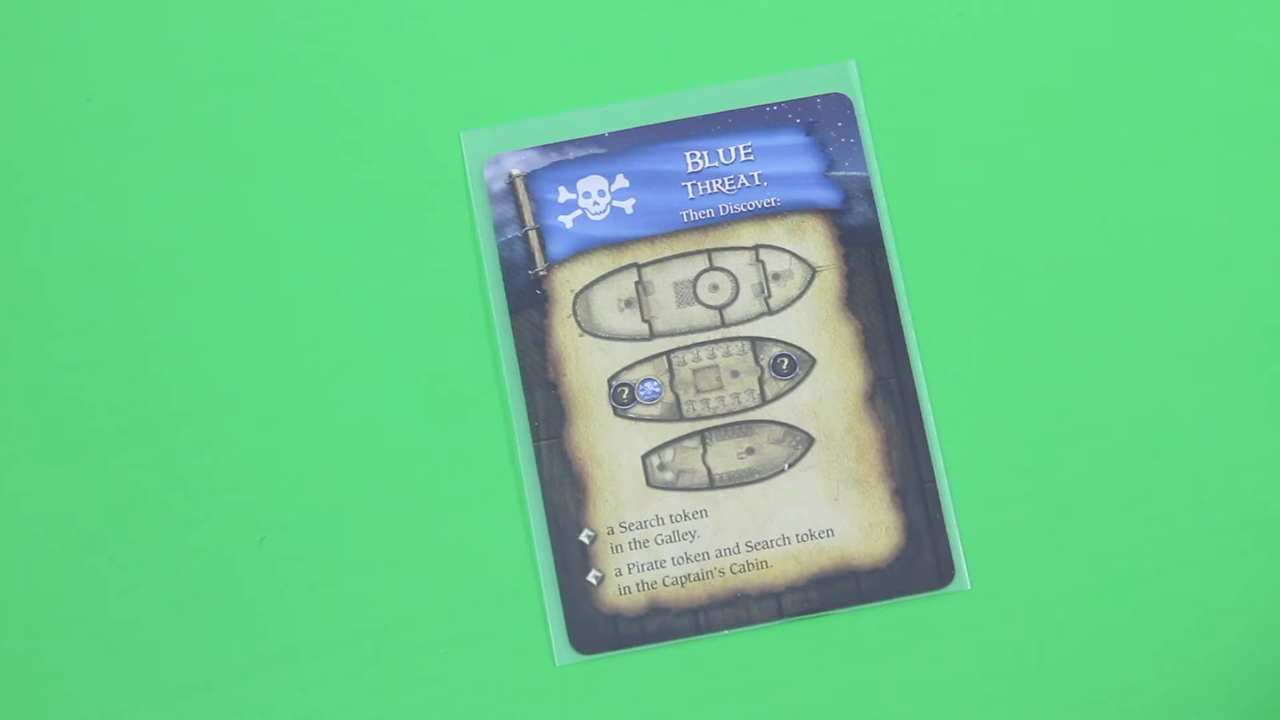 BLUE
THREAT,
Then Discover:
?
?
a Search token
in the Galley.
a Pirate token and Search token
in the Captain's Cabin.